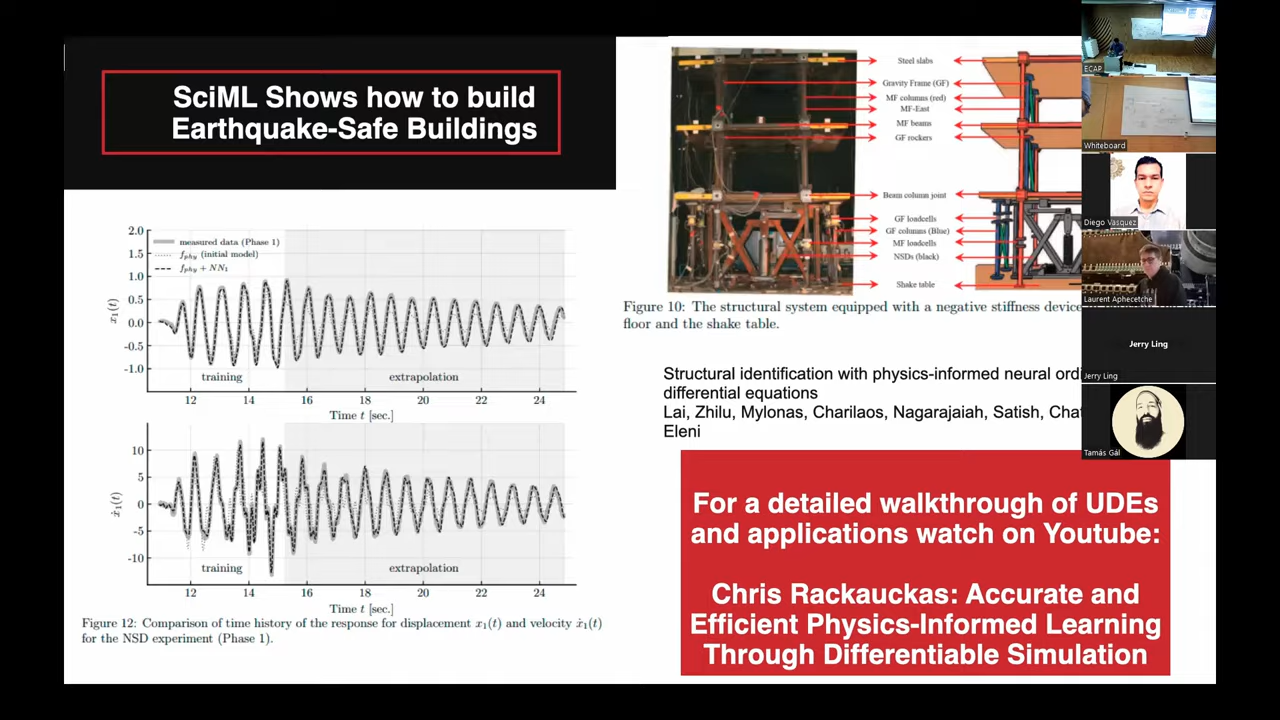 SciML Shows how to build
Earthquake-Safe Buildings
2.0
1.5
1.0
0.5
0.0
-0.5
-1.0
x₁(t)
measured data (Phase 1)
f_phy (initial model)
f_phy + NN₁
training
extrapolation
12 14 16 18 20 22 24
Time t [sec.]
10
5
0
-5
-10
ẋ₁(t)
training
extrapolation
12 14 16 18 20 22 24
Time t [sec.]
Figure 12: Comparison of time history of the response for displacement x₁(t) and velocity ẋ₁(t)
for the NSD experiment (Phase 1).
Steel slabs
Gravity Frame (GF)
MF columns (red)
MF-East
MF beams
GF rockers
Beam column joint
GF loadcells
GF columns (Blue)
MF loadcells
NSDs (black)
Shake table
Figure 10: The structural system equipped with a negative stiffness device
floor and the shake table.
Structural identification with physics-informed neural ordi
differential equations
Lai, Zhilu, Mylonas, Charilaos, Nagarajaiah, Satish, Chat
Eleni
For a detailed walkthrough of UDEs
and applications watch on Youtube:
Chris Rackauckas: Accurate and
Efficient Physics-Informed Learning
Through Differentiable Simulation
ECAP
Whiteboard
Diego Vasquez
Laurent Aphecetche
Jerry Ling
Jerry Ling
Tamás Gál